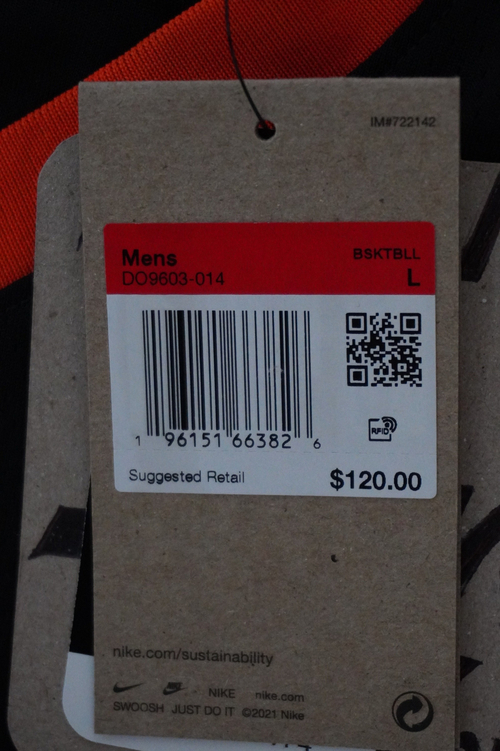 IM#722142
Mens BSKTBLL
DO9603-014 L
1 96151 66382 6
RFID
Suggested Retail $120.00
nike.com/sustainability
NIKE nike.com
SWOOSH JUST DO IT ©2021 Nike